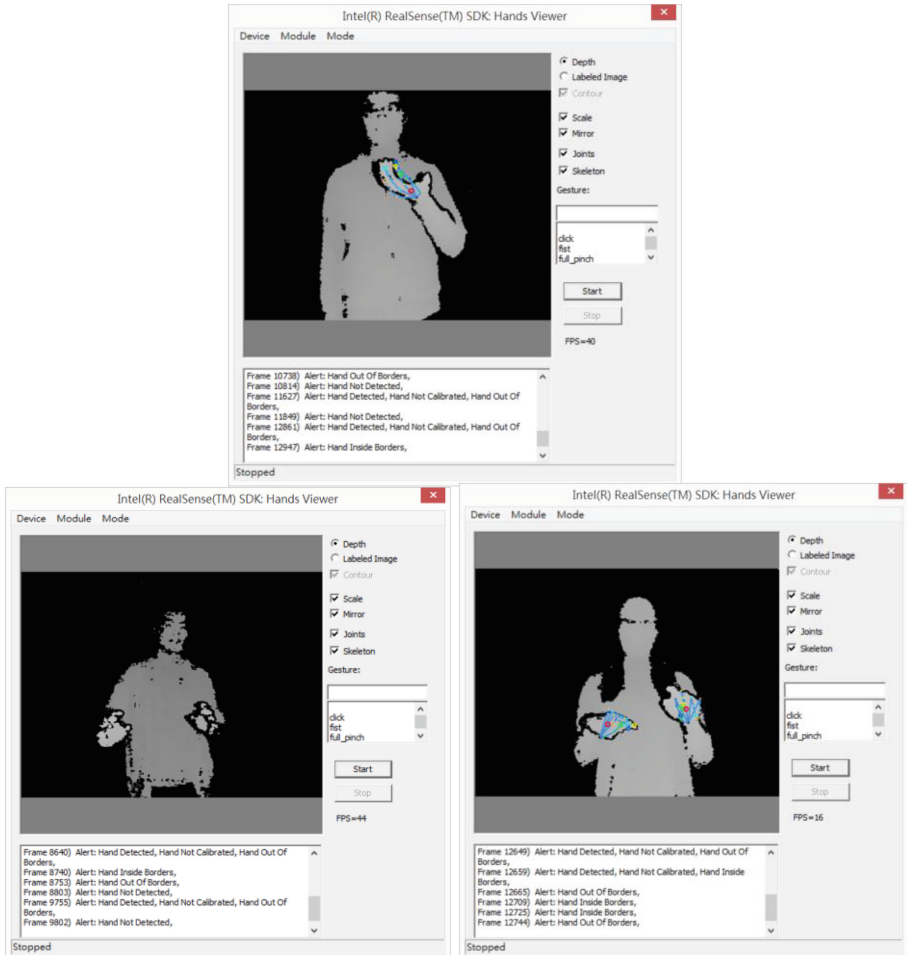 Intel(R) RealSense(TM) SDK: Hands Viewer
Device Module Mode
Depth
Labeled Image
Contour
Scale
Mirror
Joints
Skeleton
Gesture:
click
fist
full_pinch
Start
Stop
FPS=40
Frame 10738) Alert: Hand Out Of Borders,
Frame 10814) Alert: Hand Not Detected,
Frame 11627) Alert: Hand Detected, Hand Not Calibrated, Hand Out Of
Borders,
Frame 11849) Alert: Hand Not Detected,
Frame 12861) Alert: Hand Detected, Hand Not Calibrated, Hand Out Of
Borders,
Frame 12947) Alert: Hand Inside Borders,
Stopped
Intel(R) RealSense(TM) SDK: Hands Viewer
Device Module Mode
Depth
Labeled Image
Contour
Scale
Mirror
Joints
Skeleton
Gesture:
click
fist
full_pinch
Start
Stop
FPS=44
Frame 8640) Alert: Hand Detected, Hand Not Calibrated, Hand Out Of
Borders,
Frame 8740) Alert: Hand Inside Borders,
Frame 8753) Alert: Hand Out Of Borders,
Frame 8803) Alert: Hand Not Detected,
Frame 9755) Alert: Hand Detected, Hand Not Calibrated, Hand Out Of
Borders,
Frame 9802) Alert: Hand Not Detected,
Stopped
Intel(R) RealSense(TM) SDK: Hands Viewer
Device Module Mode
Depth
Labeled Image
Contour
Scale
Mirror
Joints
Skeleton
Gesture:
click
fist
full_pinch
Start
Stop
FPS=16
Frame 12649) Alert: Hand Detected, Hand Not Calibrated, Hand Out Of
Borders,
Frame 12659) Alert: Hand Detected, Hand Not Calibrated, Hand Inside
Borders,
Frame 12665) Alert: Hand Out Of Borders,
Frame 12709) Alert: Hand Inside Borders,
Frame 12725) Alert: Hand Inside Borders,
Frame 12744) Alert: Hand Out Of Borders,
Stopped